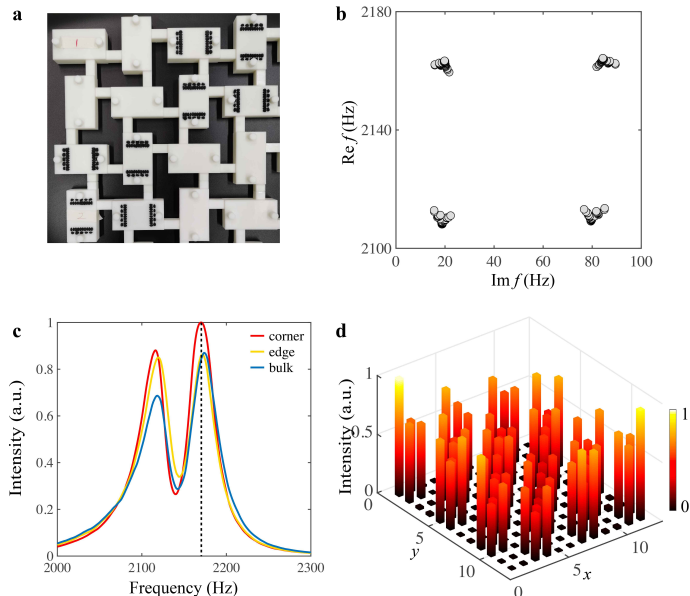 a
b
2180
2140
2100
Re f (Hz)
0 20 40 60 80 100
Im f (Hz)
c
1
0.8
0.6
0.4
0.2
0
Intensity (a.u.)
corner
edge
bulk
2000 2100 2200 2300
Frequency (Hz)
d
1
0.5
0
Intensity (a.u.)
0
5
10
y
0
5
10
x
1
0